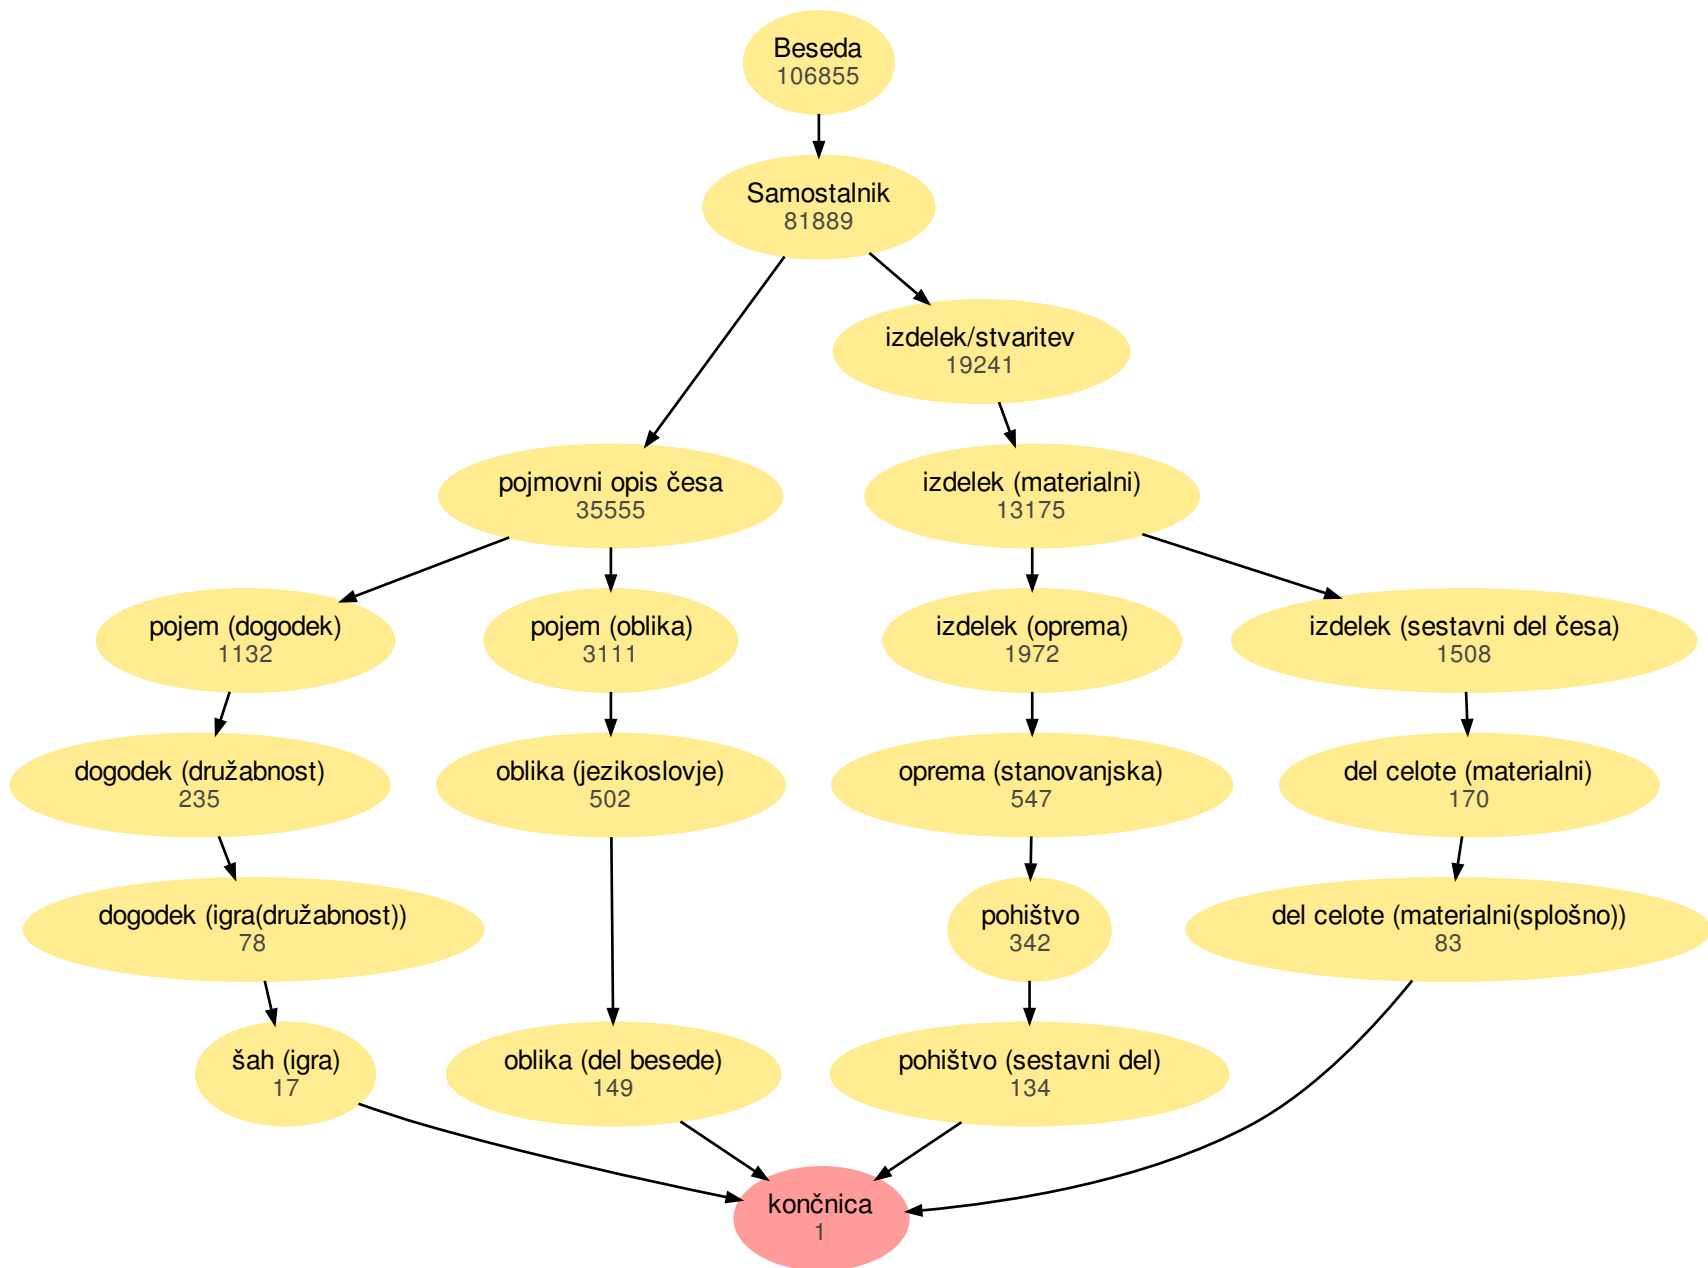 Beseda
106855
Samostalnik
81889
izdelek/stvaritev
19241
pojmovni opis česa
35555
izdelek (materialni)
13175
pojem (dogodek)
1132
pojem (oblika)
3111
izdelek (oprema)
1972
izdelek (sestavni del česa)
1508
dogodek (družabnost)
235
oblika (jezikoslovje)
502
oprema (stanovanjska)
547
del celote (materialni)
170
dogodek (igra(družabnost))
78
pohištvo
342
del celote (materialni(splošno))
83
šah (igra)
17
oblika (del besede)
149
pohištvo (sestavni del)
134
končnica
1